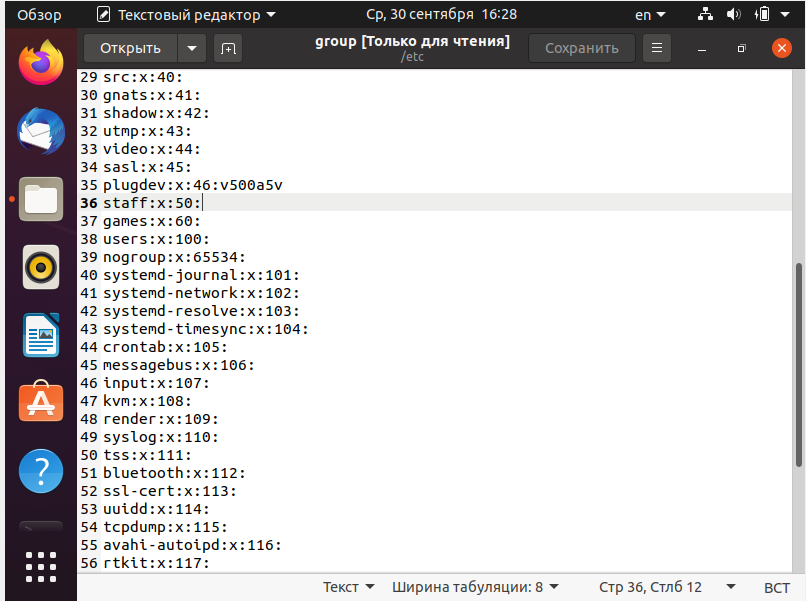 Обзор Текстовый редактор Ср, 30 сентября 16:28 en
Открыть group [Только для чтения] Сохранить
/etc
29 src:x:40:
30 gnats:x:41:
31 shadow:x:42:
32 utmp:x:43:
33 video:x:44:
34 sasl:x:45:
35 plugdev:x:46:v500a5v
36 staff:x:50:
37 games:x:60:
38 users:x:100:
39 nogroup:x:65534:
40 systemd-journal:x:101:
41 systemd-network:x:102:
42 systemd-resolve:x:103:
43 systemd-timesync:x:104:
44 crontab:x:105:
45 messagebus:x:106:
46 input:x:107:
47 kvm:x:108:
48 render:x:109:
49 syslog:x:110:
50 tss:x:111:
51 bluetooth:x:112:
52 ssl-cert:x:113:
53 uuidd:x:114:
54 tcpdump:x:115:
55 avahi-autoipd:x:116:
56 rtkit:x:117:
Текст Ширина табуляции: 8 Стр 36, Стлб 12 ВСТ